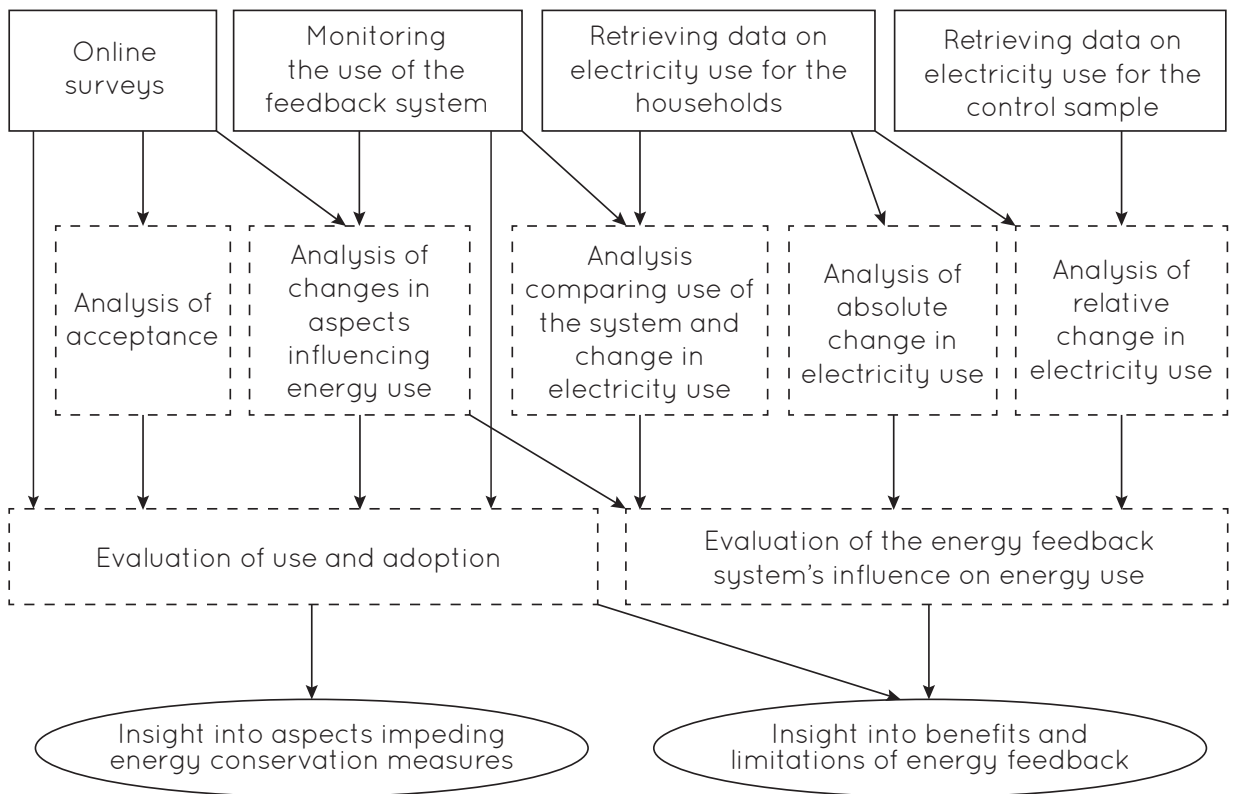 Online
surveys
Monitoring
the use of the
feedback system
Retrieving data on
electricity use for the
households
Retrieving data on
electricity use for the
control sample
Analysis of
acceptance
Analysis of
changes in
aspects
influencing
energy use
Analysis
comparing use of
the system and
change in
electricity use
Analysis of
absolute
change in
electricity use
Analysis of
relative
change in
electricity use
Evaluation of use and adoption
Evaluation of the energy feedback
system's influence on energy use
Insight into aspects impeding
energy conservation measures
Insight into benefits and
limitations of energy feedback